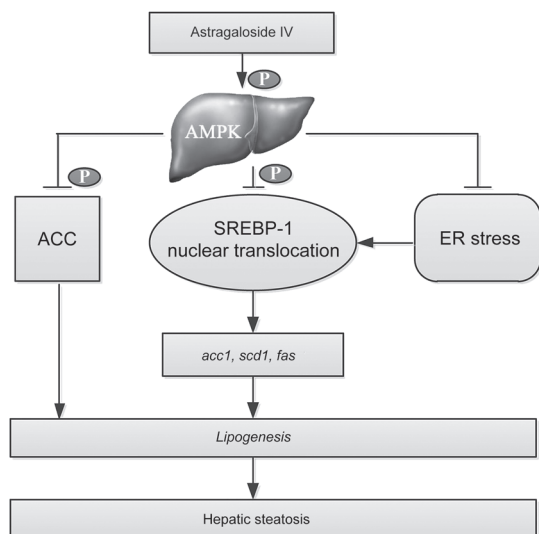 Astragaloside IV
P
AMPK
P
P
ACC
SREBP-1
nuclear translocation
ER stress
acc1, scd1, fas
Lipogenesis
Hepatic steatosis